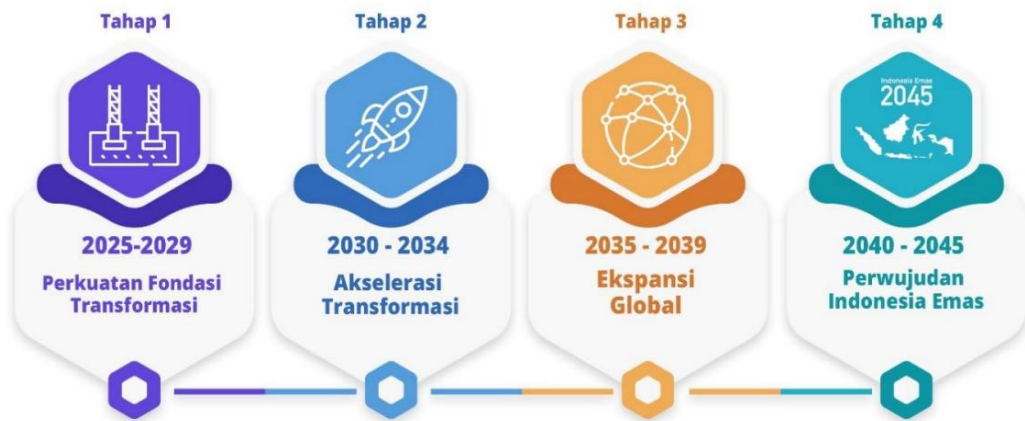 Tahap 1
Tahap 2
Tahap 3
Tahap 4
Indonesia Emas
2045
2025-2029
Perkuatan Fondasi
Transformasi
2030 - 2034
Akselerasi
Transformasi
2035 - 2039
Ekspansi
Global
2040 - 2045
Perwujudan
Indonesia Emas